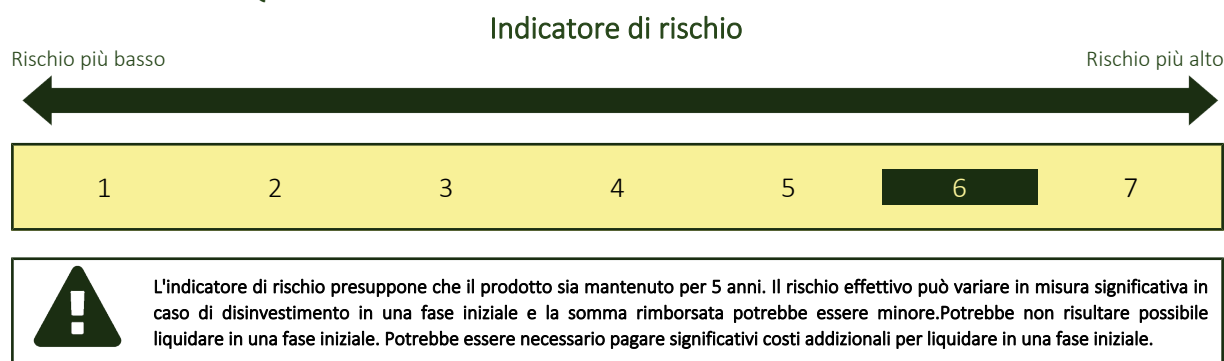 Indicatore di rischio
Rischio più basso
Rischio più alto
1 2 3 4 5 6 7
L'indicatore di rischio presuppone che il prodotto sia mantenuto per 5 anni. Il rischio effettivo può variare in misura significativa in
caso di disinvestimento in una fase iniziale e la somma rimborsata potrebbe essere minore.Potrebbe non risultare possibile
liquidare in una fase iniziale. Potrebbe essere necessario pagare significativi costi addizionali per liquidare in una fase iniziale.